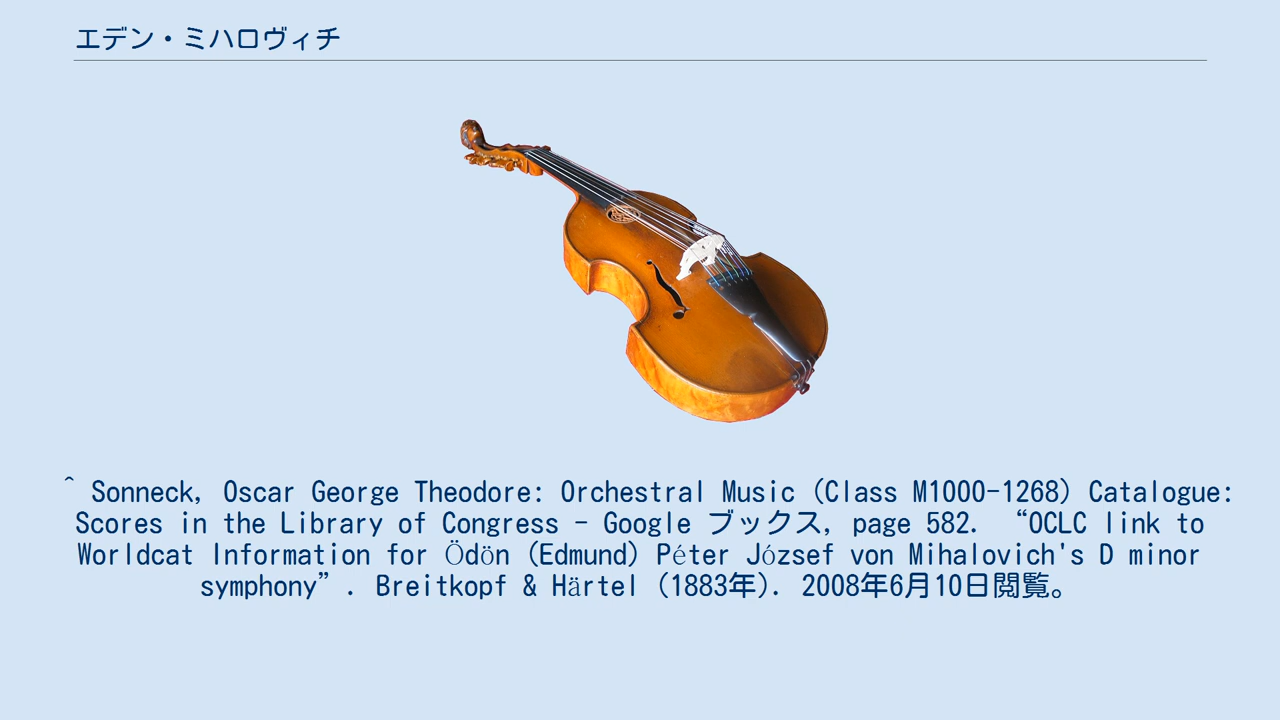 エデン・ミハロヴィチ
^ Sonneck, Oscar George Theodore: Orchestral Music (Class M1000-1268) Catalogue:
Scores in the Library of Congress - Google ブックス, page 582. “OCLC link to
Worldcat Information for Ödön (Edmund) Péter József von Mihalovich's D minor
symphony”. Breitkopf & Härtel (1883年). 2008年6月10日閲覧。